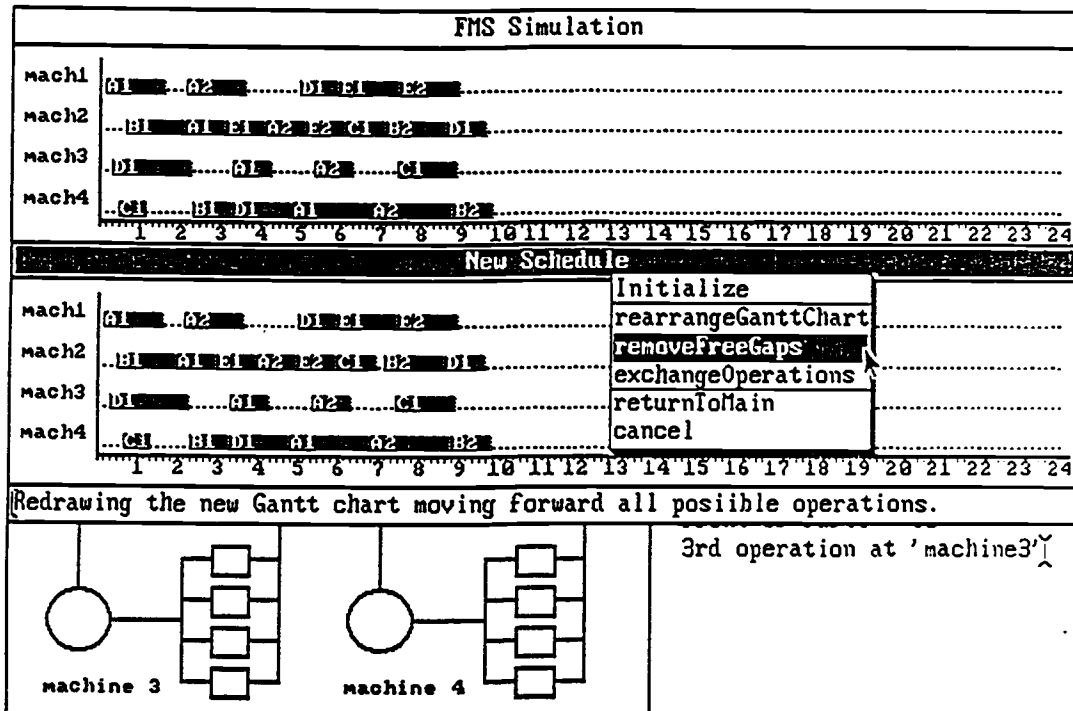 FMS Simulation
mach1 A1 A2 D1 E1 E2
mach2 B1 A1 E1 A2 E2 C1 B2 D1
mach3 D1 A1 A2 C1
mach4 C1 B1 D1 A1 A2 B2
1 2 3 4 5 6 7 8 9 10 11 12 13 14 15 16 17 18 19 20 21 22 23 24
New Schedule
Initialize
rearrangeGanttChart
removeFreeGaps
exchangeOperations
returnToMain
cancel
mach1 A1 A2 D1 E1 E2
mach2 B1 A1 E1 A2 E2 C1 B2 D1
mach3 D1 A1 A2 C1
mach4 C1 B1 D1 A1 A2 B2
1 2 3 4 5 6 7 8 9 10 11 12 13 14 15 16 17 18 19 20 21 22 23 24
Redrawing the new Gantt chart moving forward all posiible operations.
3rd operation at 'machine3'
machine 3
machine 4